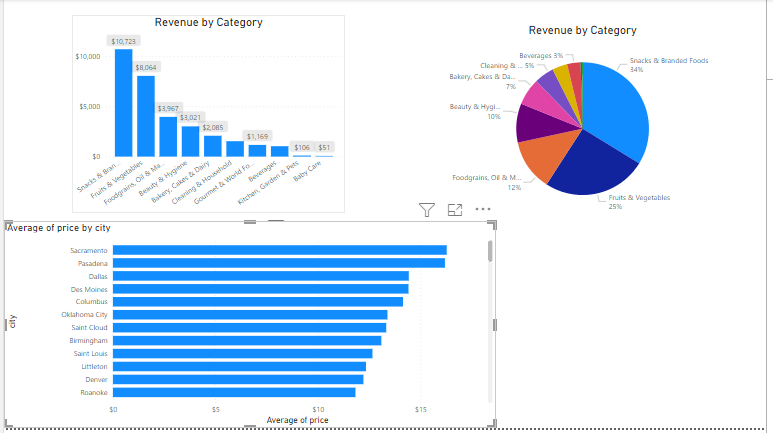 Revenue by Category
$10,723
$8,064
$3,967
$3,021
$2,085
$1,169
$106
$51
$10,000
$5,000
$0
Snacks & Bran...
Fruits & Vegetables
Foodgrains, Oil & Ma...
Beauty & Hygiene
Bakery, Cakes & Dairy
Cleaning & Household
Gourmet & World Fo...
Beverages
Kitchen, Garden & Pets
Baby Care
Revenue by Category
Beverages 3%
Cleaning & ... 5%
Bakery, Cakes & Da...
7%
Beauty & Hygi...
10%
Foodgrains, Oil & M...
12%
Snacks & Branded Foods
34%
Fruits & Vegetables
25%
Average of price by city
city
Sacramento
Pasadena
Dallas
Des Moines
Columbus
Oklahoma City
Saint Cloud
Birmingham
Saint Louis
Littleton
Denver
Roanoke
$0
$5
$10
$15
Average of price